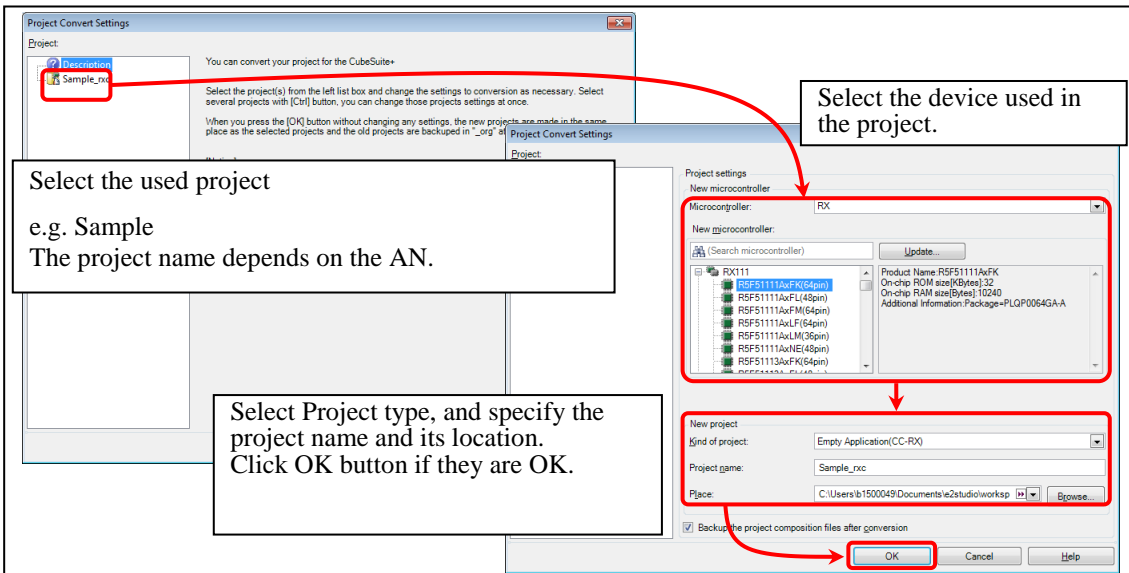 Project Convert Settings
Project:
Description
Sample_rxc
You can convert your project for the CubeSuite+
Select the project(s) from the left list box and change the settings to conversion as necessary. Select
several projects with [Ctrl] button, you can change those projects settings at once.
When you press the [OK] button without changing any settings, the new projects are made in the same
place as the selected projects and the old projects are backuped in "_org" at
Select the device used in
the project.
Select the used project
e.g. Sample
The project name depends on the AN.
Project Convert Settings
Project:
Project settings
New microcontroller
Microcontroller:
RX
New microcontroller:
(Search microcontroller)
Update...
RX111
R5F51111AxFK(64pin)
R5F51111AxFL(48pin)
R5F51111AxFM(64pin)
R5F51111AxLF(64pin)
R5F51111AxLM(36pin)
R5F51111AxNE(48pin)
R5F51113AxFK(64pin)
Product Name:R5F51111AxFK
On-chip ROM size[KBytes]:32
On-chip RAM size[Bytes]:10240
Additional Information:Package=PLQP0064GA-A
Select Project type, and specify the
project name and its location.
Click OK button if they are OK.
New project
Kind of project:
Empty Application(CC-RX)
Project name:
Sample_rxc
Place:
C:\Users\b1500049\Documents\e2studio\worksp
Browse...
Backup the project composition files after conversion
OK
Cancel
Help